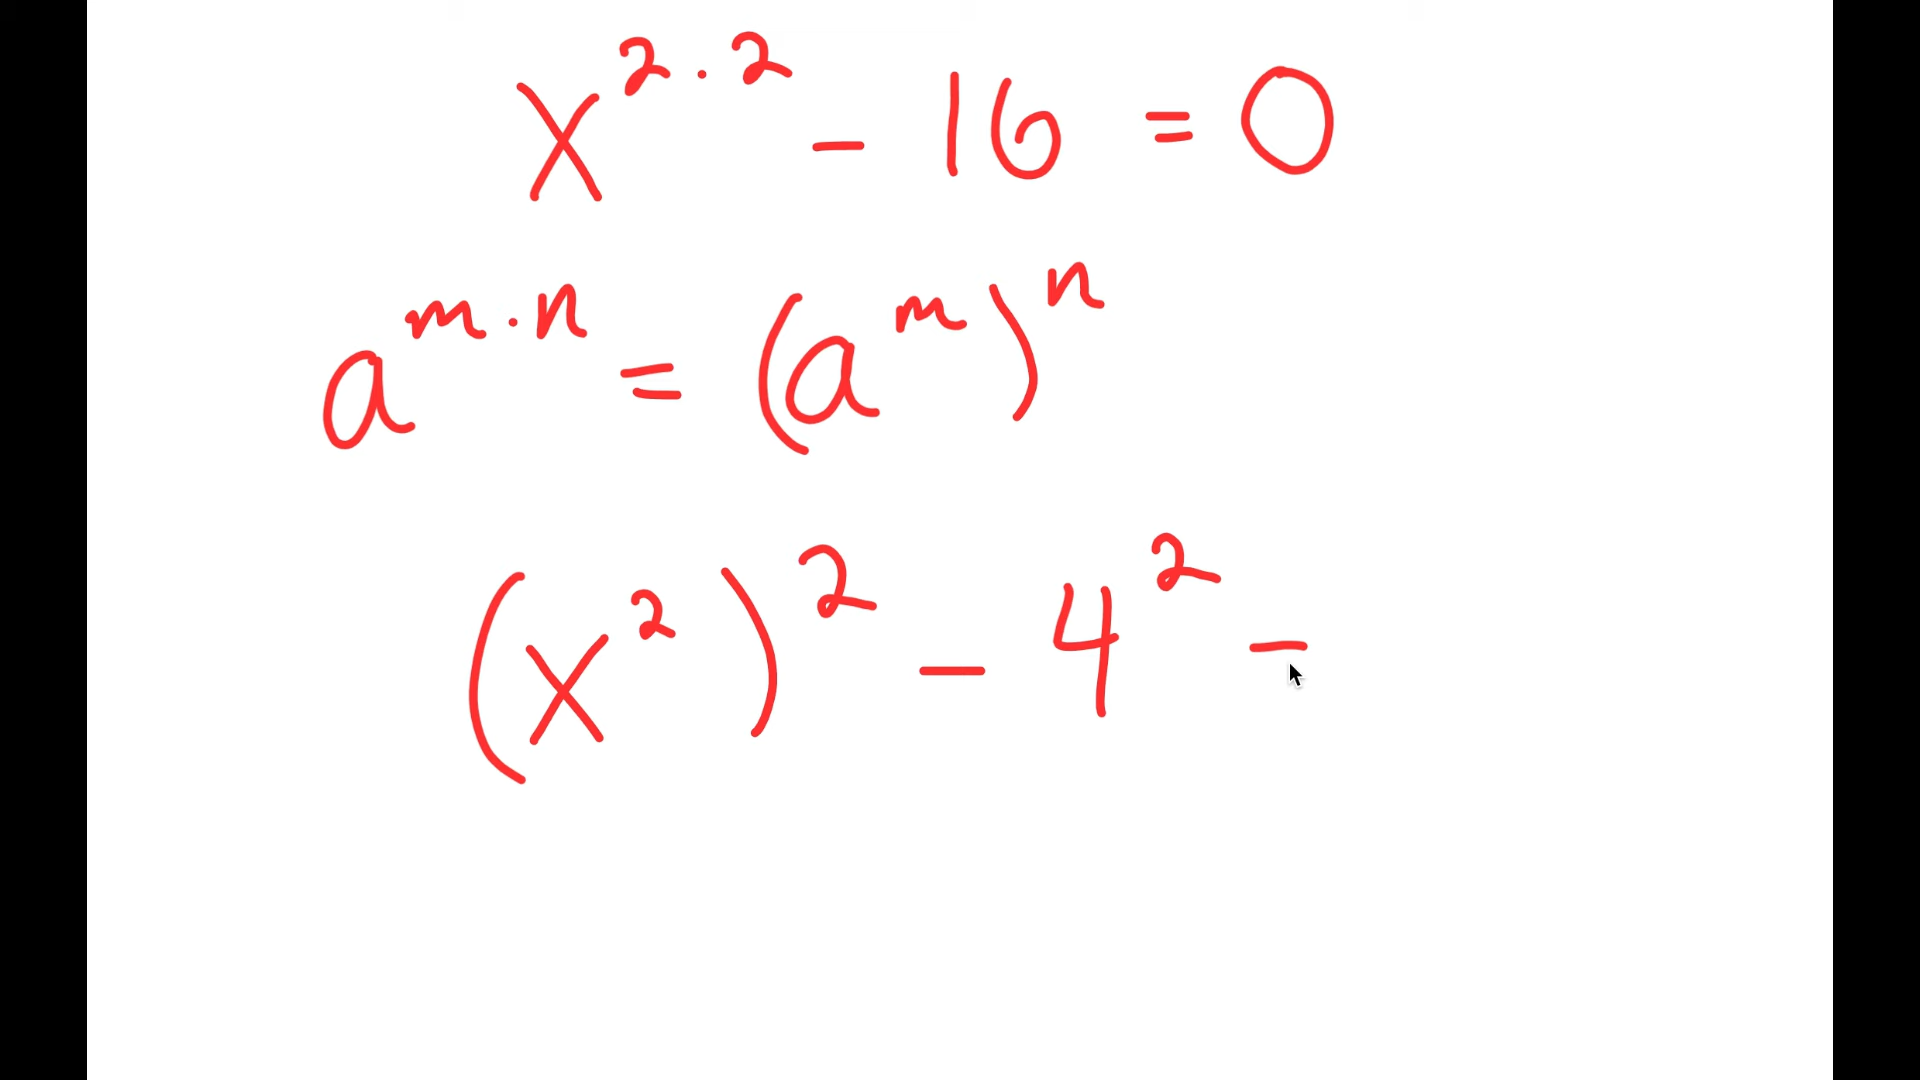 x^{2·2} - 16 = 0
a^{m·n} = (a^m)^n
(x^2)^2 - 4^2 -